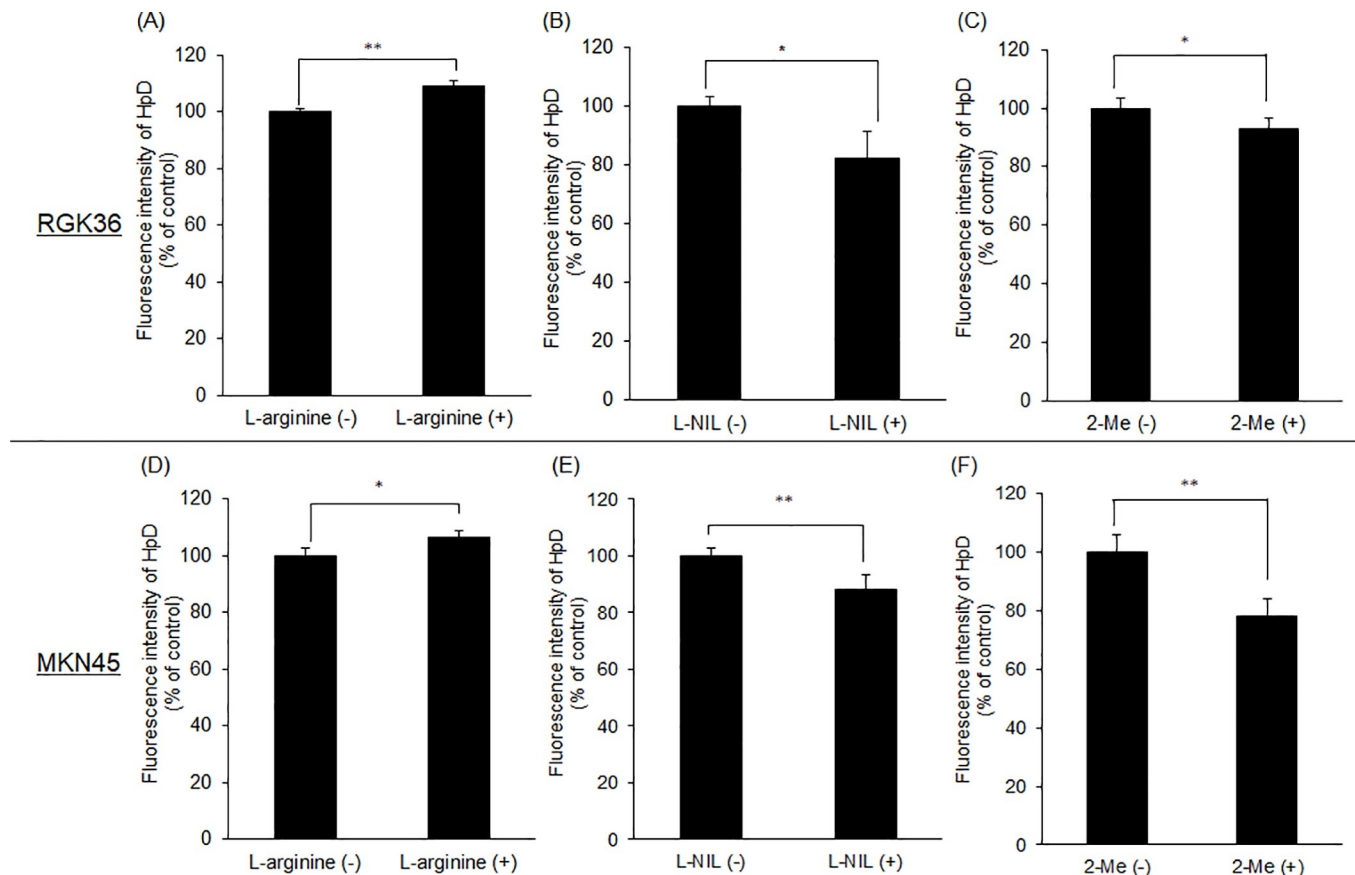 (A)
**
Fluorescence intensity of HpD
(% of control)
120
100
80
60
40
20
0
L-arginine (-) L-arginine (+)
(B)
*
Fluorescence intensity of HpD
(% of control)
120
100
80
60
40
20
0
L-NIL (-) L-NIL (+)
(C)
*
Fluorescence intensity of HpD
(% of control)
120
100
80
60
40
20
0
2-Me (-) 2-Me (+)
RGK36
(D)
*
Fluorescence intensity of HpD
(% of control)
120
100
80
60
40
20
0
L-arginine (-) L-arginine (+)
(E)
**
Fluorescence intensity of HpD
(% of control)
120
100
80
60
40
20
0
L-NIL (-) L-NIL (+)
(F)
**
Fluorescence intensity of HpD
(% of control)
120
100
80
60
40
20
0
2-Me (-) 2-Me (+)
MKN45